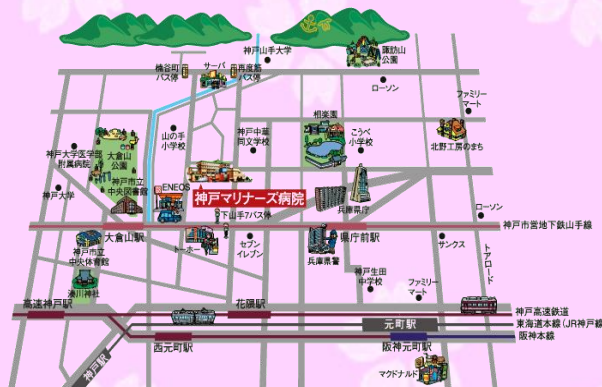 神戸山手大学
諏訪山
公園
楠谷町
バス停
サーパ
再度筋
バス停
ローソン
ファミリー
マート
相楽園
山の手
小学校
神戸中華
同文学校
こうべ
小学校
北野工房のまち
神戸大学医学部
附属病院
大倉山
公園
神戸大学
神戸市立
中央図書館
ENEOS
神戸マリナーズ病院
下山手7バス停
兵庫県庁
ローソン
大倉山駅
県庁前駅
神戸市営地下鉄山手線
神戸市立
中央体育館
トーホー
セブン
イレブン
兵庫県警
サンクス
トアロード
湊川神社
神戸生田
中学校
ファミリー
マート
高速神戸駅
花隈駅
神戸高速鉄道
元町駅
東海道本線(JR神戸線)
西元町駅
阪神元町駅
阪神本線
神戸駅
マクドナルド